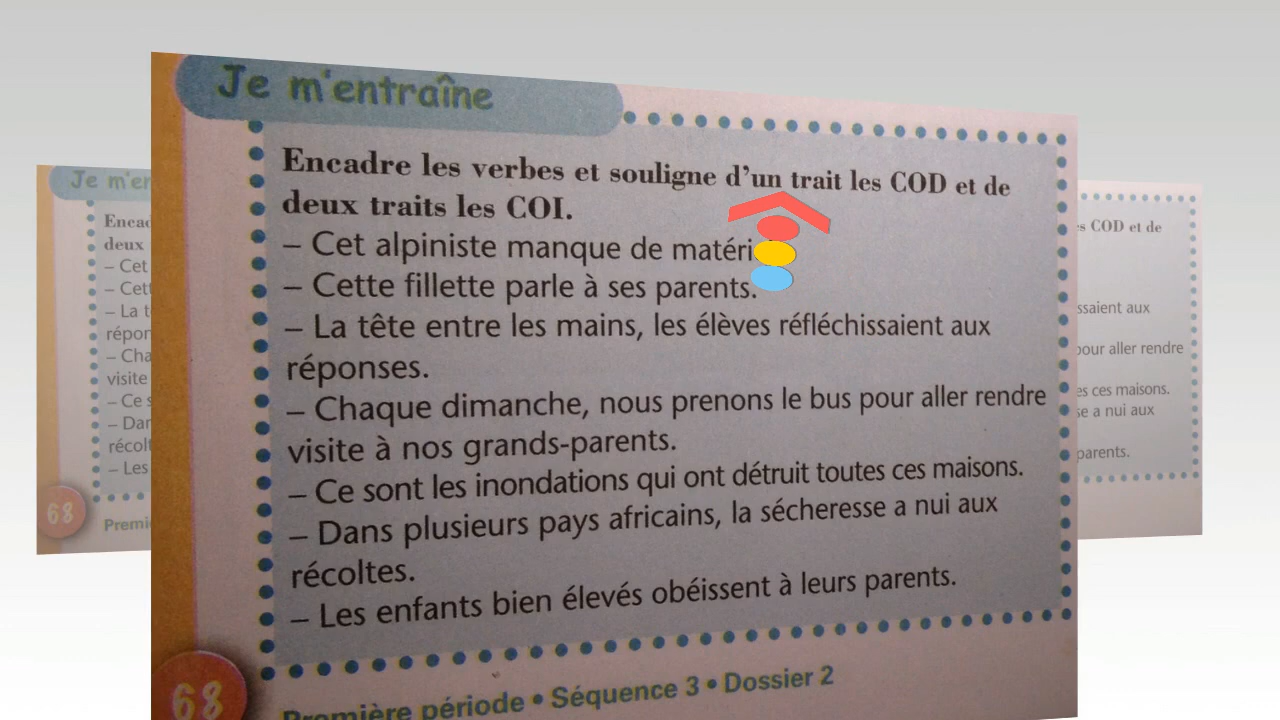 Je m'entraîne
Encadre les verbes et souligne d'un trait les COD et de
deux traits les COI.
– Cet alpiniste manque de matéri
– Cette fillette parle à ses parents.
– La tête entre les mains, les élèves réfléchissaient aux
réponses.
– Chaque dimanche, nous prenons le bus pour aller rendre
visite à nos grands-parents.
– Ce sont les inondations qui ont détruit toutes ces maisons.
– Dans plusieurs pays africains, la sécheresse a nui aux
récoltes.
– Les enfants bien élevés obéissent à leurs parents.
68
Première période • Séquence 3 • Dossier 2